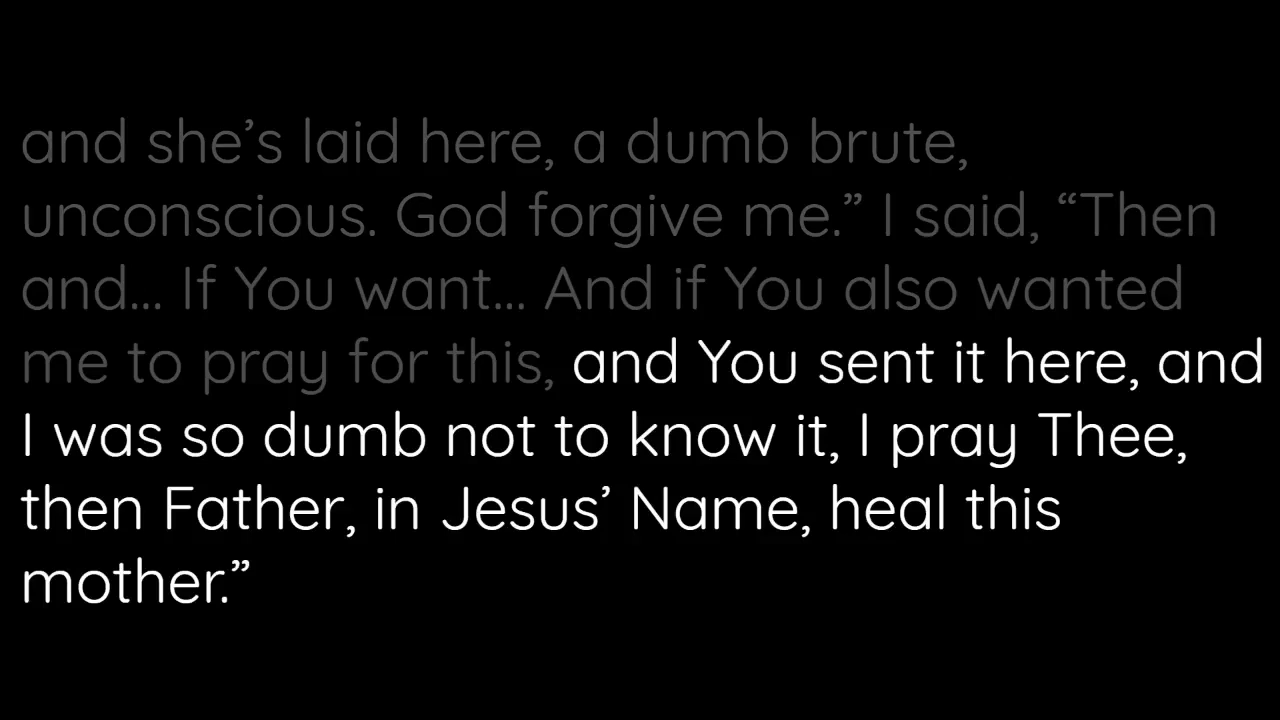 and she’s laid here, a dumb brute,
unconscious. God forgive me.” I said, “Then
and... If You want... And if You also wanted
me to pray for this, and You sent it here, and
I was so dumb not to know it, I pray Thee,
then Father, in Jesus’ Name, heal this
mother.”